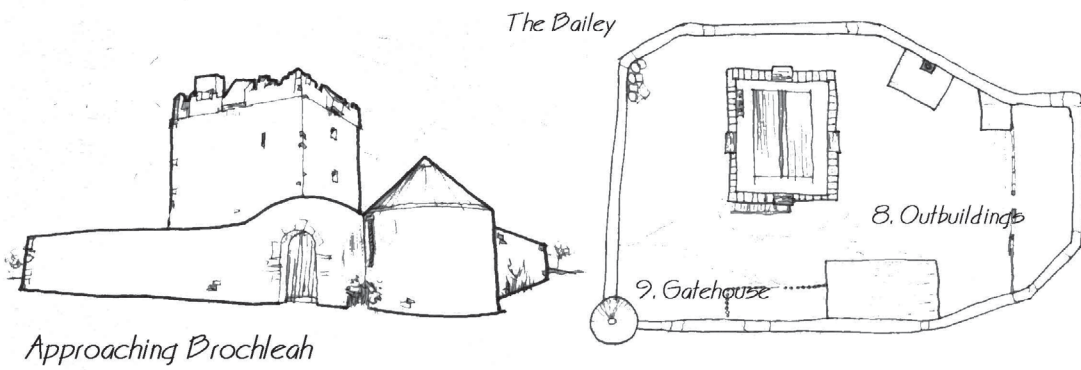 The Bailey
8. Outbuildings
9. Gatehouse
Approaching Brochleah